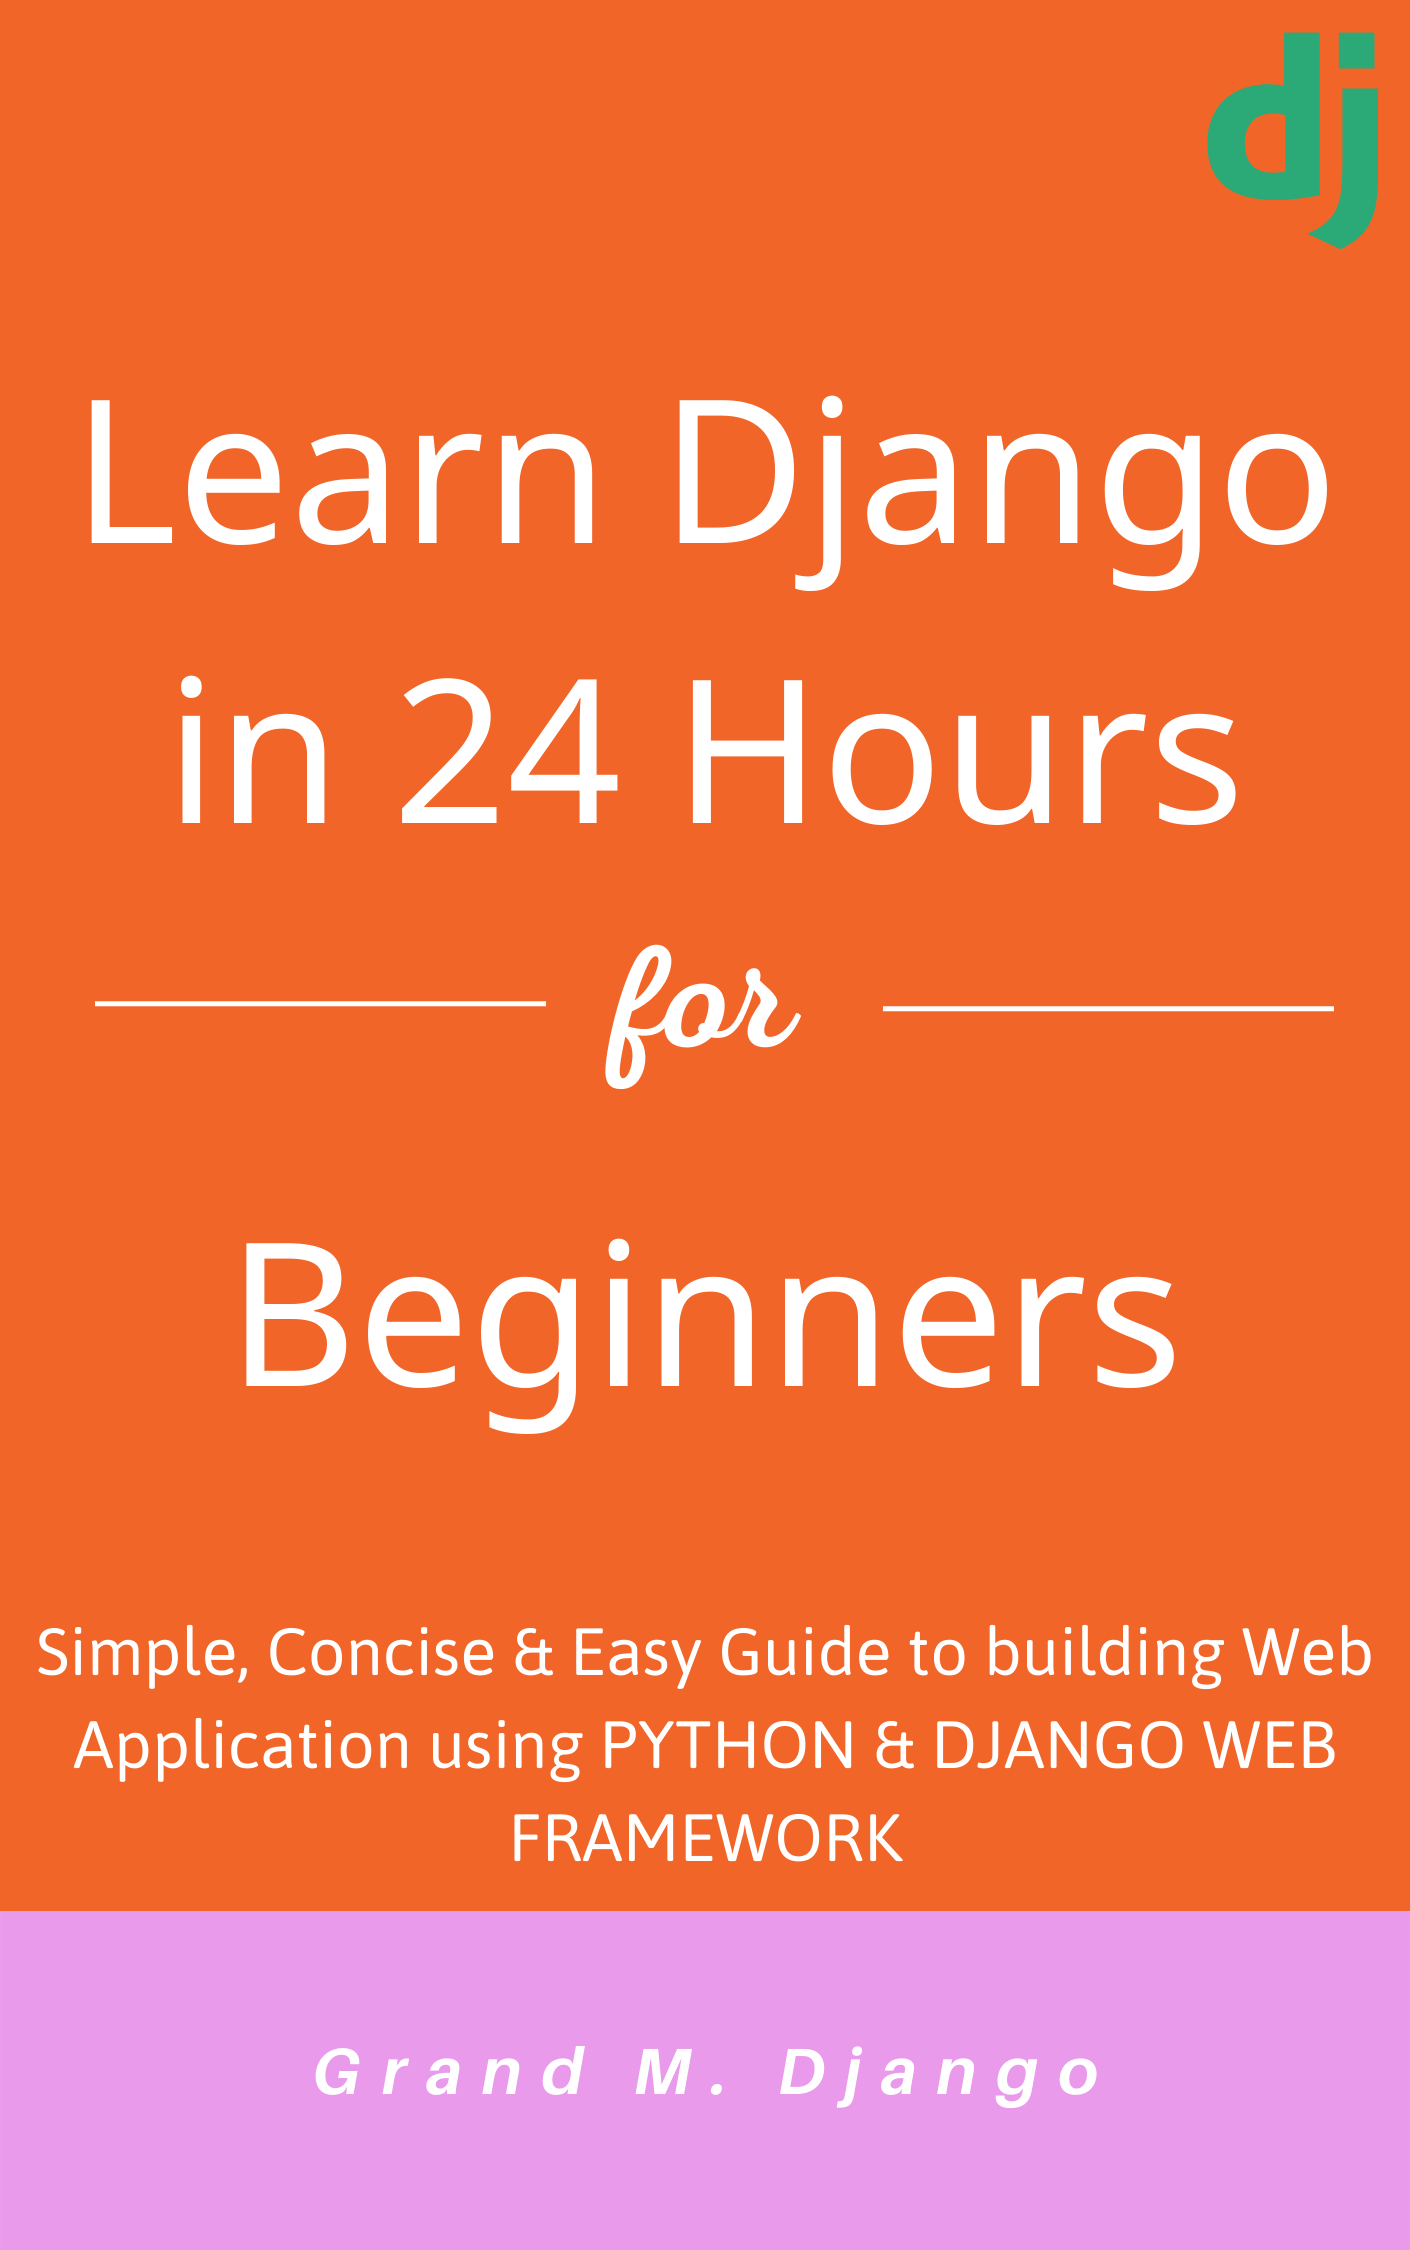 dj
Learn Django
in 24 Hours
for
Beginners
Simple, Concise & Easy Guide to building Web
Application using PYTHON & DJANGO WEB
FRAMEWORK
Grand M. Django